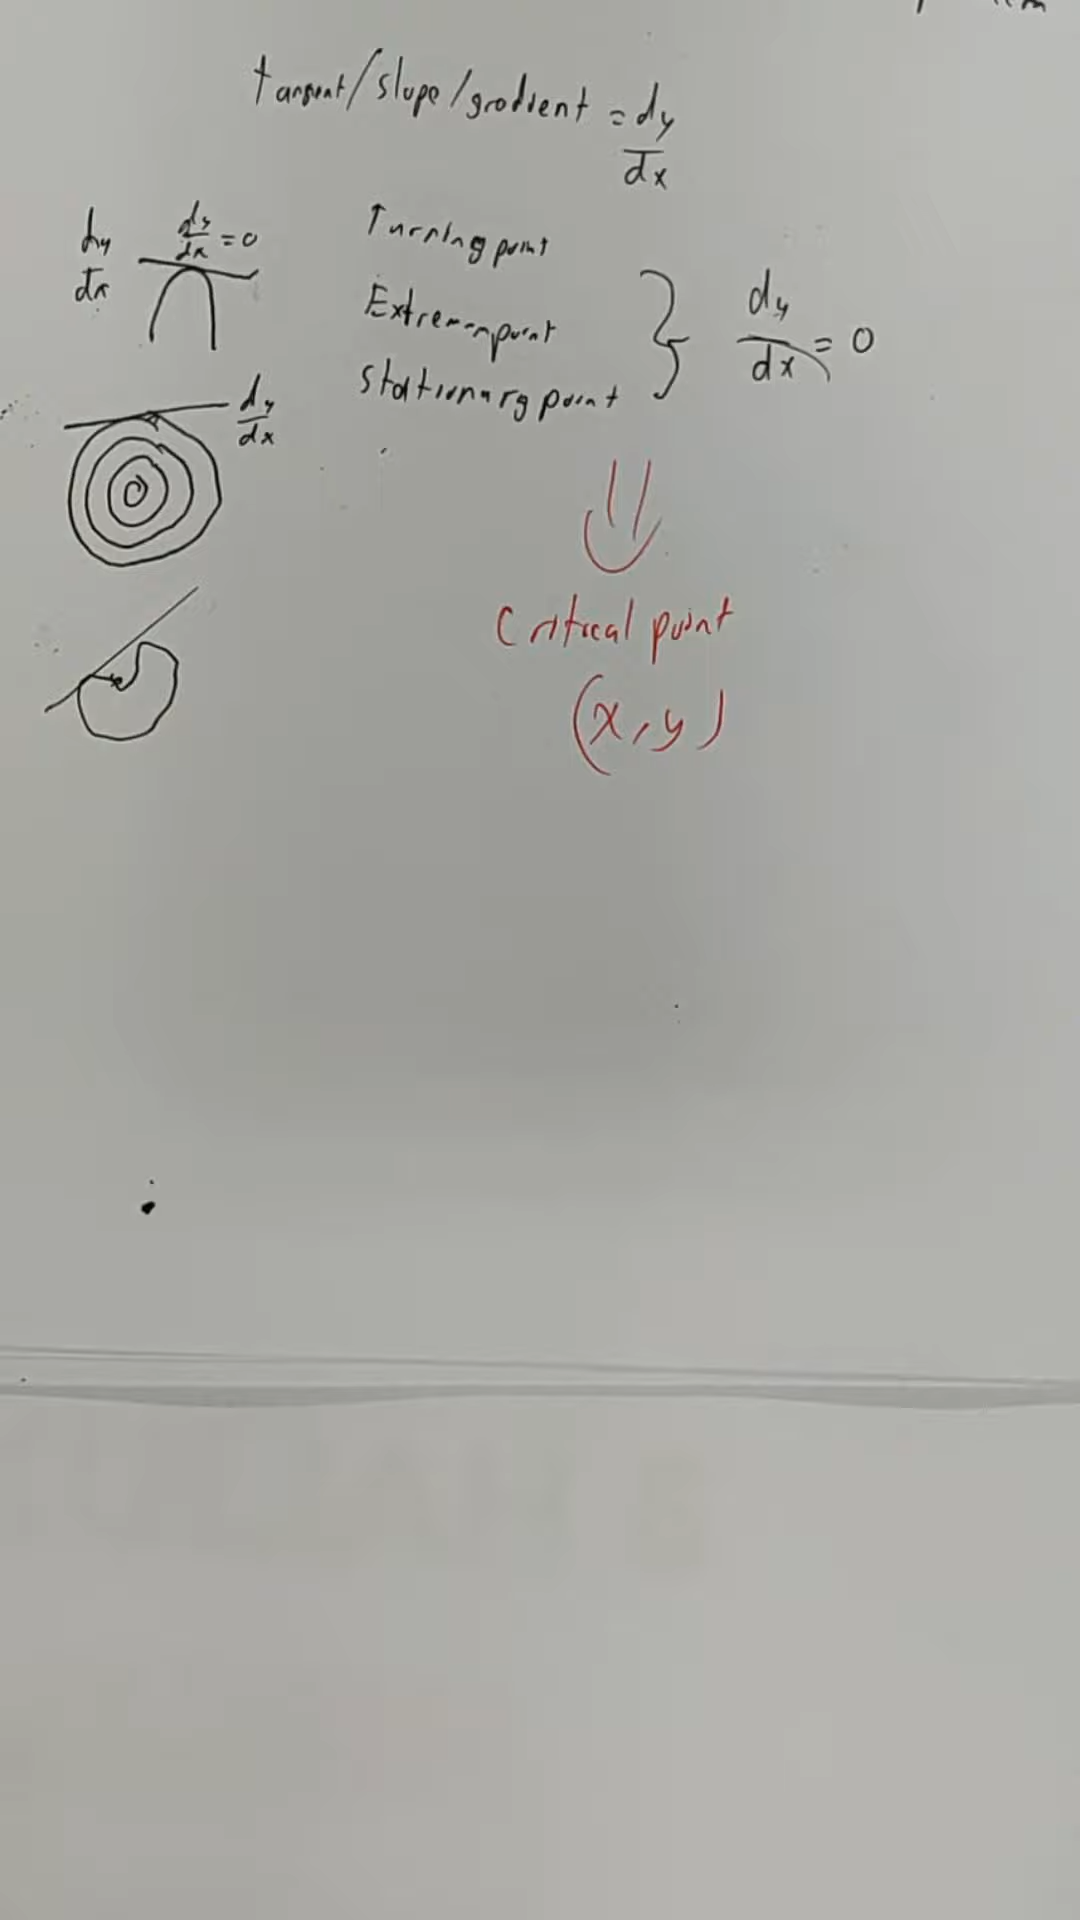 tangent/slope/gradient = dy/dx
dy/dx
dy/dx = 0
Turning point
Extremum point
Stationary point
} dy/dx = 0
dy/dx
Critical point
(x, y)